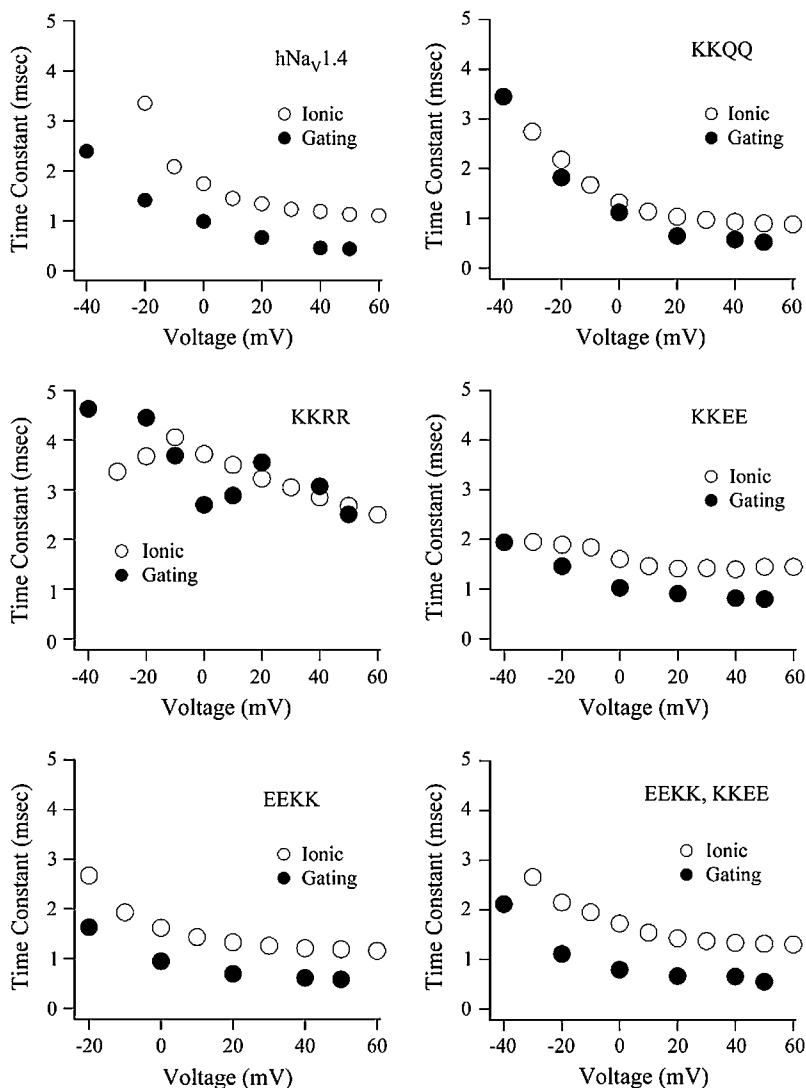 hNaV1.4
Ionic
Gating
Time Constant (msec)
5
4
3
2
1
0
-40 -20 0 20 40 60
Voltage (mV)
KKQQ
Ionic
Gating
Time Constant (msec)
5
4
3
2
1
0
-40 -20 0 20 40 60
Voltage (mV)
KKRR
Ionic
Gating
Time Constant (msec)
5
4
3
2
1
0
-40 -20 0 20 40 60
Voltage (mV)
KKEE
Ionic
Gating
Time Constant (msec)
5
4
3
2
1
0
-40 -20 0 20 40 60
Voltage (mV)
EEKK
Ionic
Gating
Time Constant (msec)
5
4
3
2
1
0
-20 0 20 40 60
Voltage (mV)
EEKK, KKEE
Ionic
Gating
Time Constant (msec)
5
4
3
2
1
0
-40 -20 0 20 40 60
Voltage (mV)